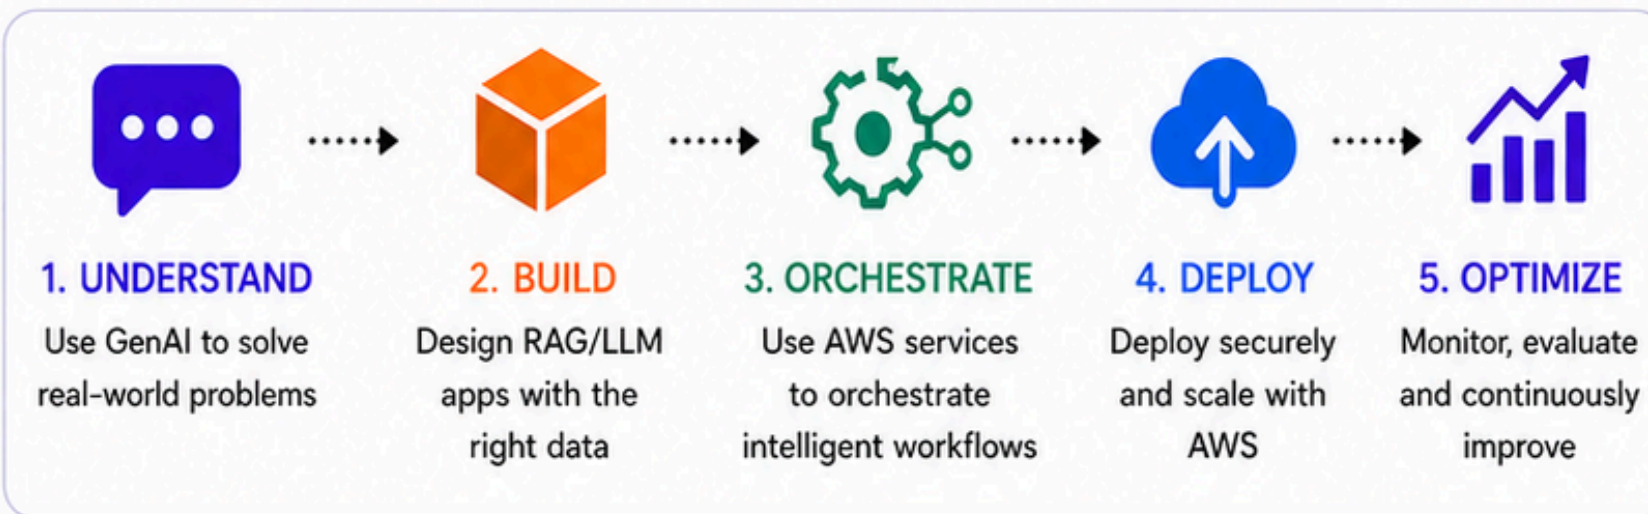 1. UNDERSTAND
Use GenAI to solve
real-world problems
2. BUILD
Design RAG/LLM
apps with the
right data
3. ORCHESTRATE
Use AWS services
to orchestrate
intelligent workflows
4. DEPLOY
Deploy securely
and scale with
AWS
5. OPTIMIZE
Monitor, evaluate
and continuously
improve